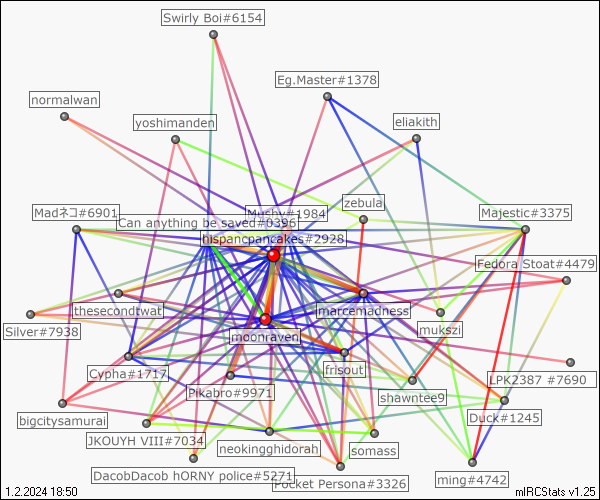 Swirly Boi#6154
Eg.Master#1378
normalwan
yoshimanden
eliakith
zebula
Madネコ#6901
Mushy#1984
Majestic#3375
Can anything be saved#0396
hispancpancakes#2928
Fedora Stoat#4479
thesecondtwat
marcemadness
Silver#7938
moonraven
mukszi
Cypha#1717
frisout
LPK2387 #7690
Pikabro#9971
shawntee9
bigcitysamurai
Duck#1245
JKOUYH VIII#7034
neokingghidorah
somass
DacobDacob hORNY police#5271
Pocket Persona#3326
ming#4742
1.2.2024 18:50
mIRCStats v1.25